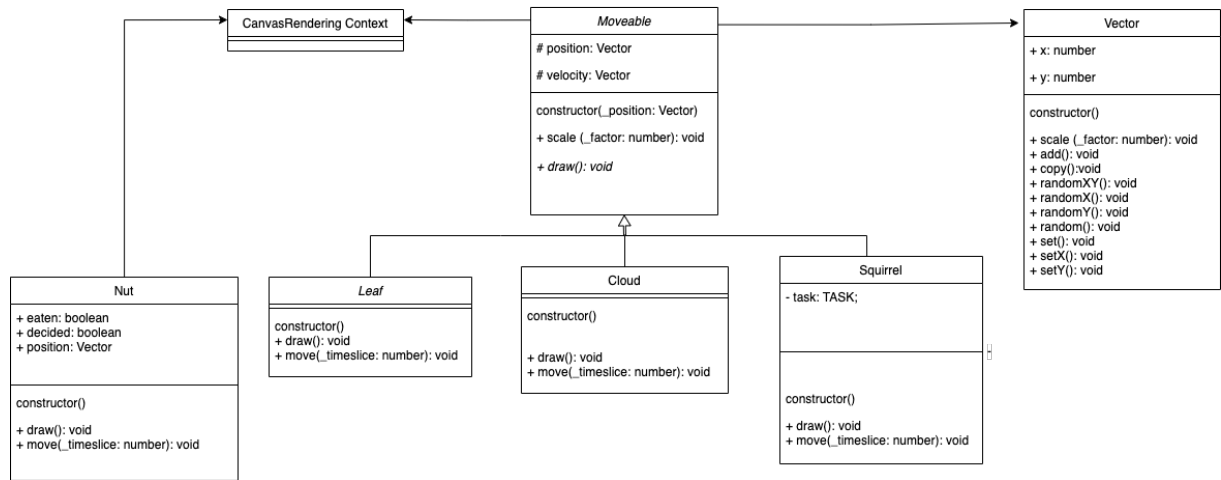 CanvasRendering Context
Moveable
# position: Vector
# velocity: Vector
constructor(_position: Vector)
+ scale (_factor: number): void
+ draw(): void
Vector
+ x: number
+ y: number
constructor()
+ scale (_factor: number): void
+ add(): void
+ copy():void
+ randomXY(): void
+ randomX(): void
+ randomY(): void
+ random(): void
+ set(): void
+ setX(): void
+ setY(): void
Nut
+ eaten: boolean
+ decided: boolean
+ position: Vector
constructor()
+ draw(): void
+ move(_timeslice: number): void
Leaf
constructor()
+ draw(): void
+ move(_timeslice: number): void
Cloud
constructor()
+ draw(): void
+ move(_timeslice: number): void
Squirrel
- task: TASK;
constructor()
+ draw(): void
+ move(_timeslice: number): void